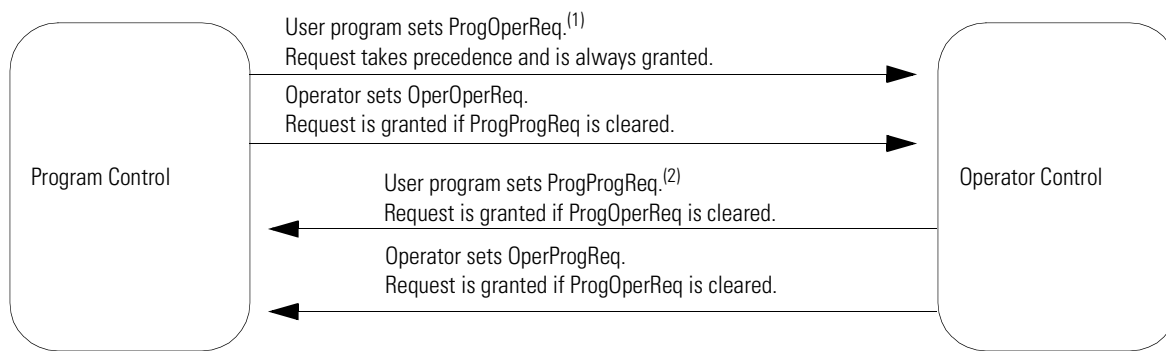 User program sets ProgOperReq.(1)
Request takes precedence and is always granted.
Operator sets OperOperReq.
Request is granted if ProgProgReq is cleared.
Program Control
Operator Control
User program sets ProgProgReq.(2)
Request is granted if ProgOperReq is cleared.
Operator sets OperProgReq.
Request is granted if ProgOperReq is cleared.